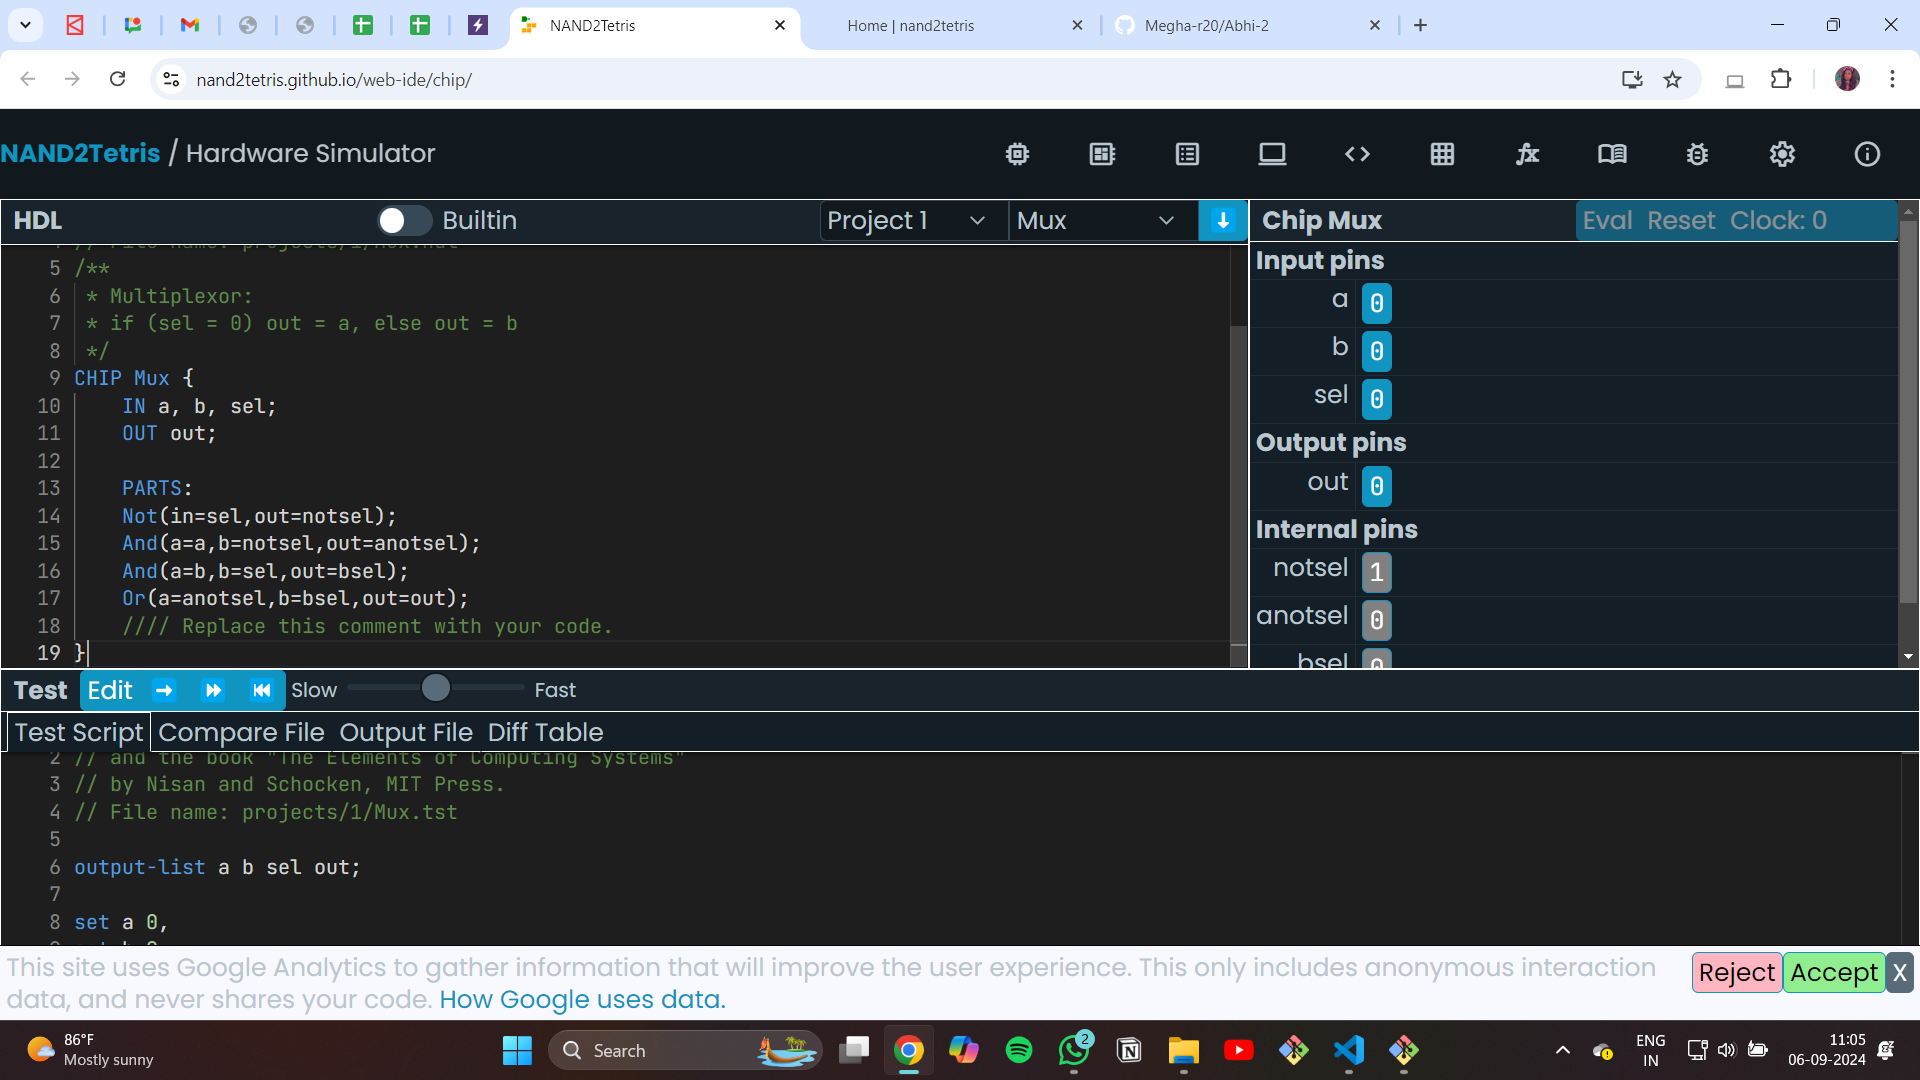 NAND2Tetris
Home | nand2tetris
Megha-r20/Abhi-2
nand2tetris.github.io/web-ide/chip/
NAND2Tetris / Hardware Simulator
HDL
Builtin
Project 1
Mux
5 /**
6 * Multiplexor:
7 * if (sel = 0) out = a, else out = b
8 */
9 CHIP Mux {
10 IN a, b, sel;
11 OUT out;
12
13 PARTS:
14 Not(in=sel,out=notsel);
15 And(a=a,b=notsel,out=anotsel);
16 And(a=b,b=sel,out=bsel);
17 Or(a=anotsel,b=bsel,out=out);
18 //// Replace this comment with your code.
19 }
Chip Mux
Eval Reset Clock: 0
Input pins
a 0
b 0
sel 0
Output pins
out 0
Internal pins
notsel 1
anotsel 0
bsel 0
Test Edit Slow Fast
Test Script Compare File Output File Diff Table
2 // and the book "The Elements of Computing Systems"
3 // by Nisan and Schocken, MIT Press.
4 // File name: projects/1/Mux.tst
5
6 output-list a b sel out;
7
8 set a 0,
This site uses Google Analytics to gather information that will improve the user experience. This only includes anonymous interaction
data, and never shares your code. How Google uses data.
Reject Accept X
86°F
Mostly sunny
Search
2
ENG
IN
11:05
06-09-2024